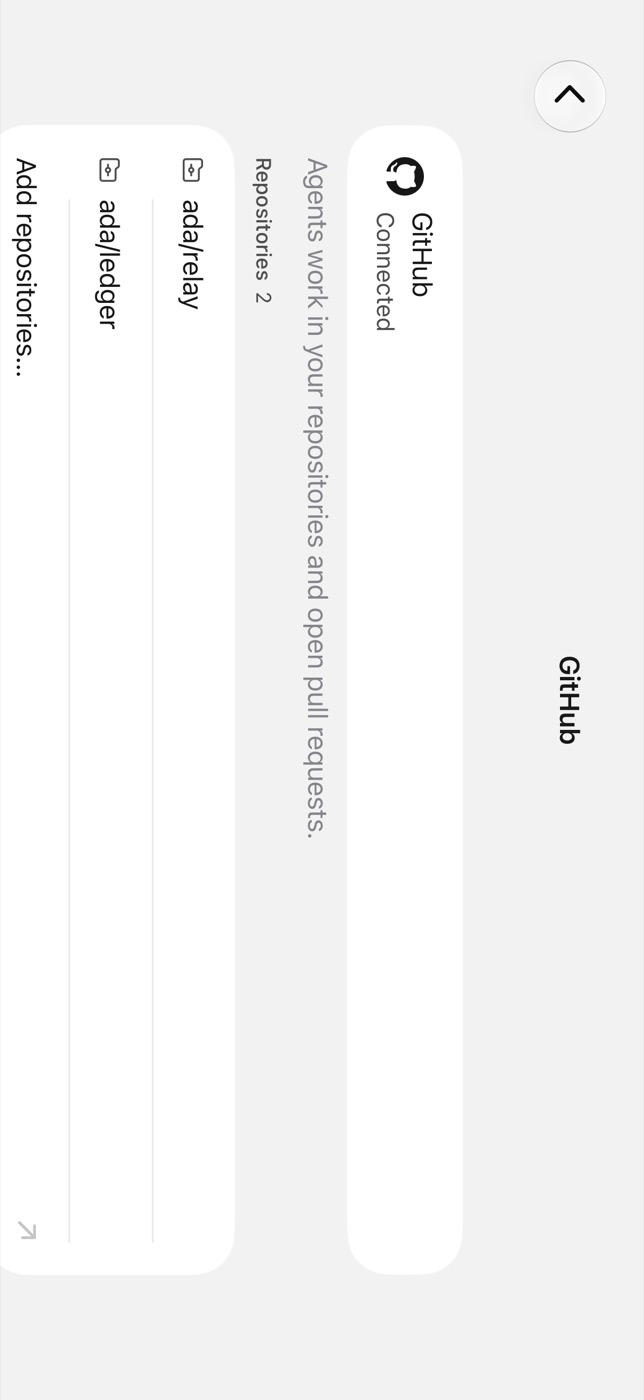 GitHub
GitHub
Connected
Agents work in your repositories and open pull requests.
Repositories 2
ada/relay
ada/ledger
Add repositories...